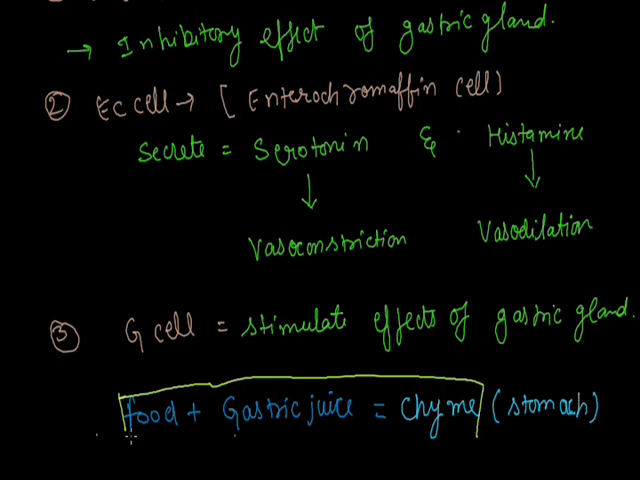 → Inhibitory effect of gastric gland.
② EC cell → [ Enterochromaffin cell)
Secrete = Serotonin & Histamine
↓ ↓
Vasoconstriction Vasodilation
③ G cell = stimulate effects of gastric gland.
food + Gastric juice = Chyme (stomach)